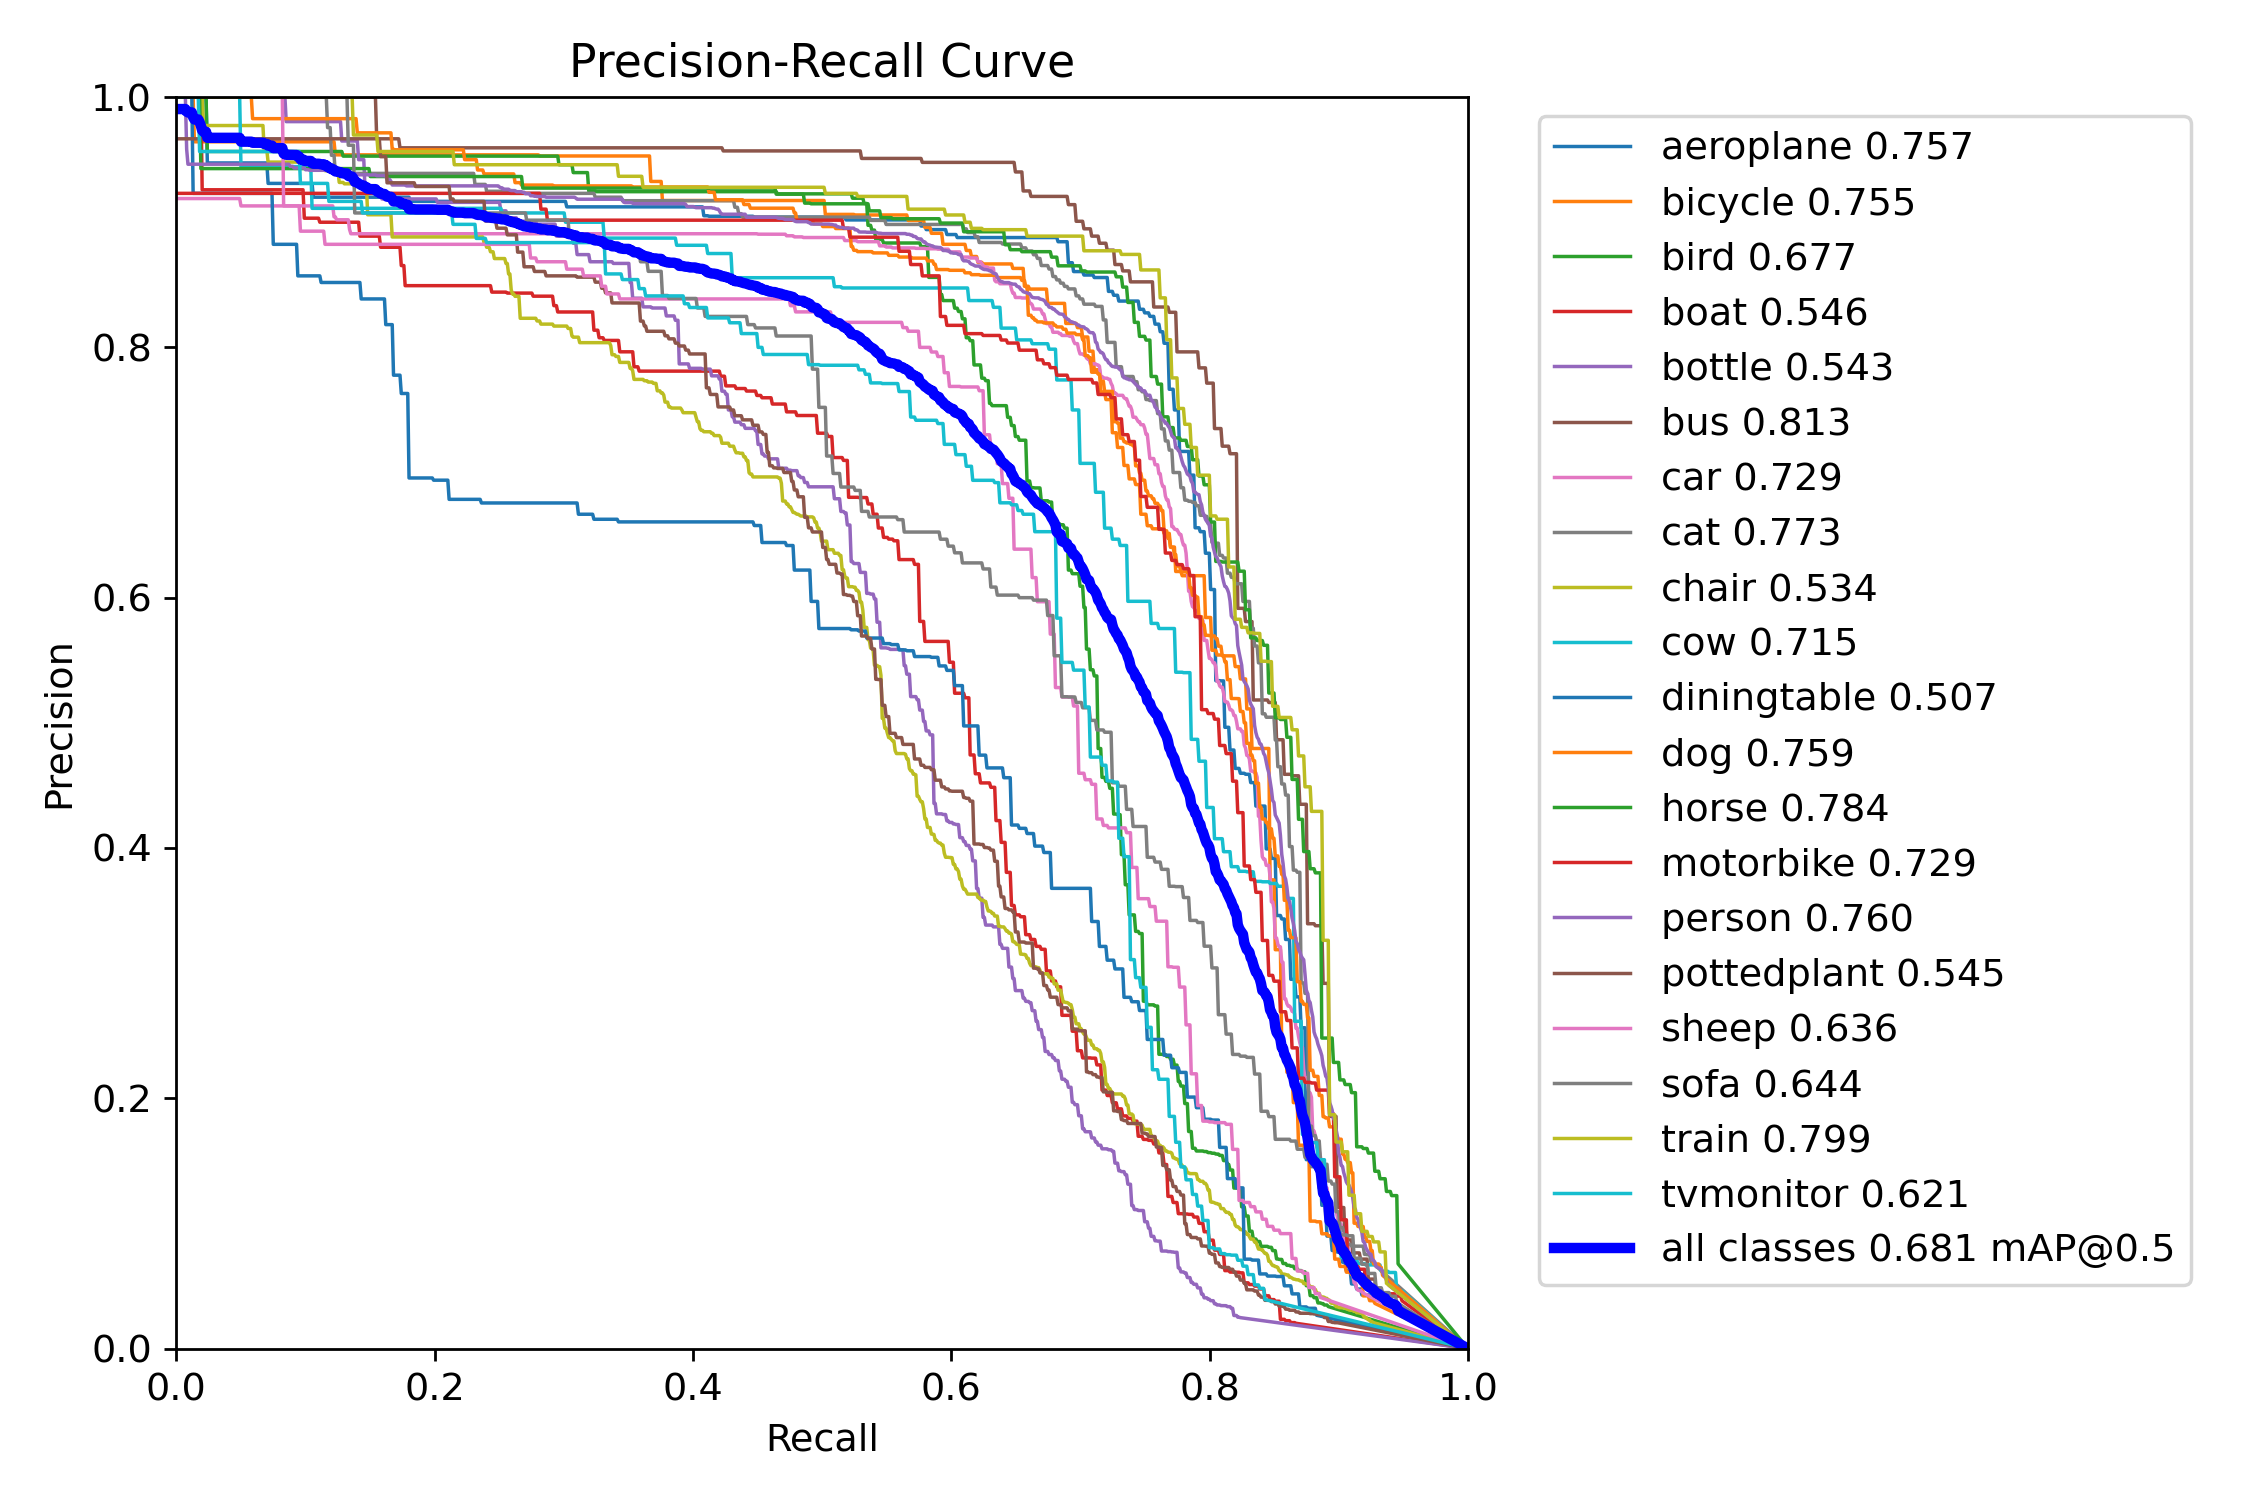 Precision-Recall Curve
1.0
0.8
0.6
0.4
0.2
0.0
Precision
0.0 0.2 0.4 0.6 0.8 1.0
Recall
aeroplane 0.757
bicycle 0.755
bird 0.677
boat 0.546
bottle 0.543
bus 0.813
car 0.729
cat 0.773
chair 0.534
cow 0.715
diningtable 0.507
dog 0.759
horse 0.784
motorbike 0.729
person 0.760
pottedplant 0.545
sheep 0.636
sofa 0.644
train 0.799
tvmonitor 0.621
all classes 0.681 mAP@0.5